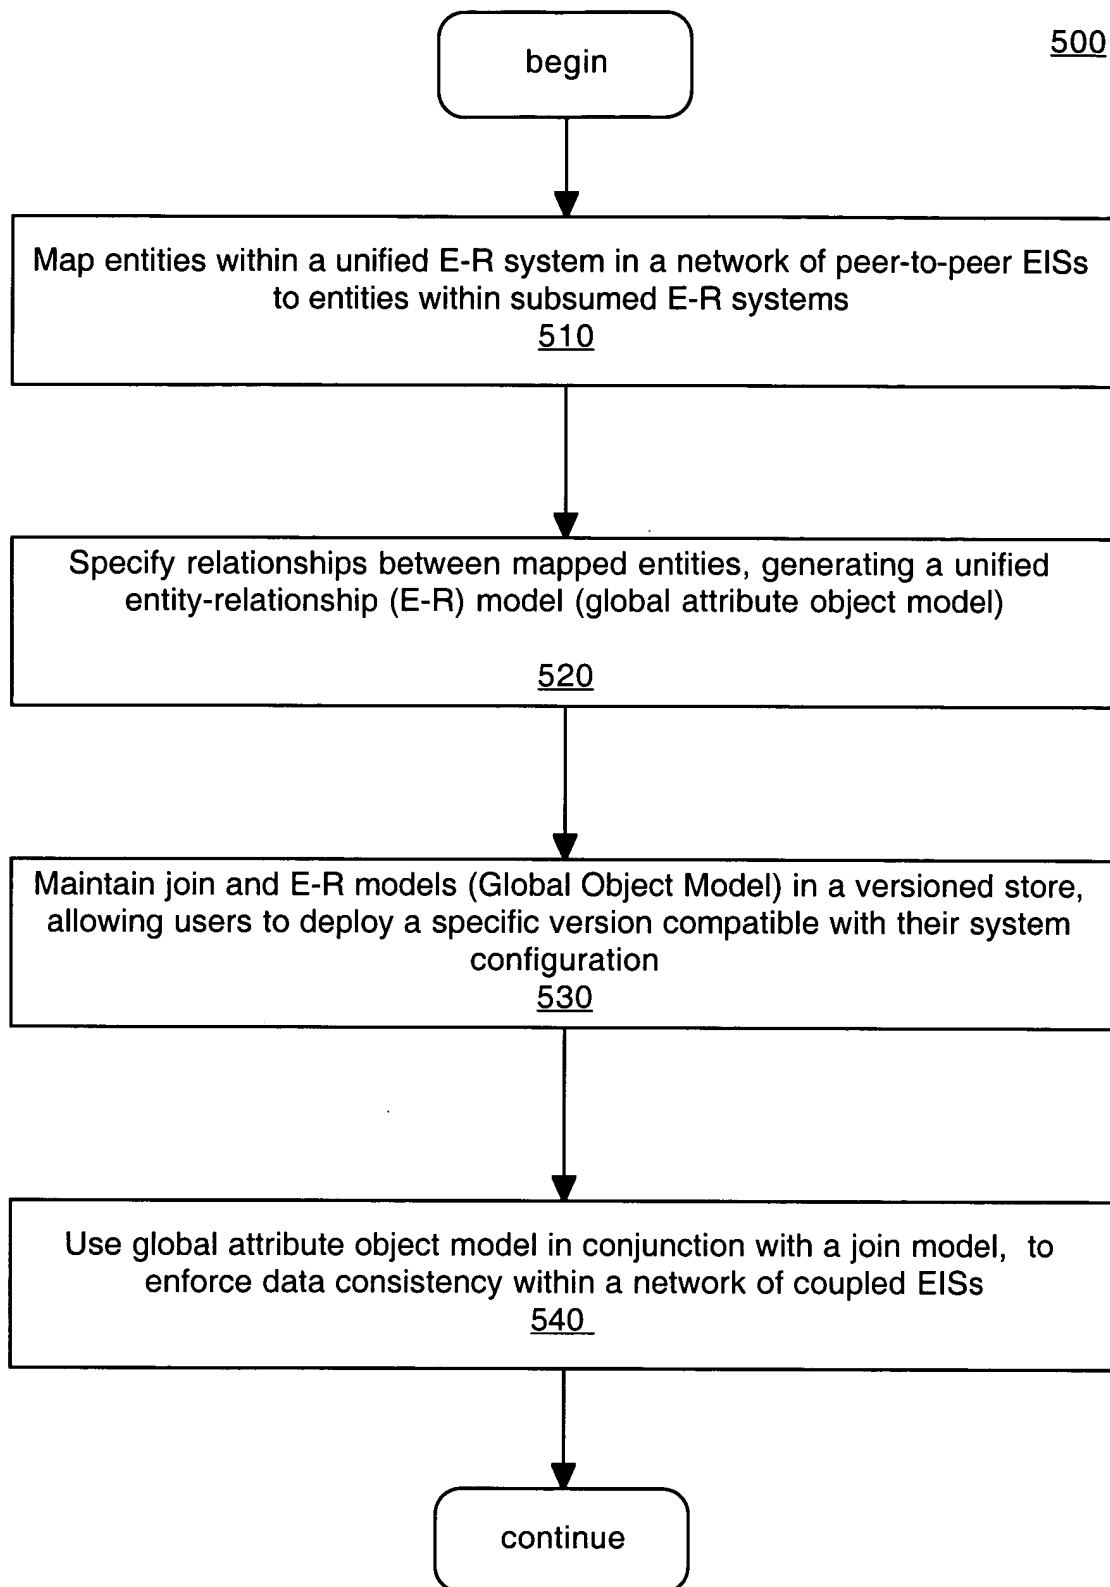 500
begin
Map entities within a unified E-R system in a network of peer-to-peer EISs
to entities within subsumed E-R systems
510
Specify relationships between mapped entities, generating a unified
entity-relationship (E-R) model (global attribute object model)
520
Maintain join and E-R models (Global Object Model) in a versioned store,
allowing users to deploy a specific version compatible with their system
configuration
530
Use global attribute object model in conjunction with a join model, to
enforce data consistency within a network of coupled EISs
540
continue